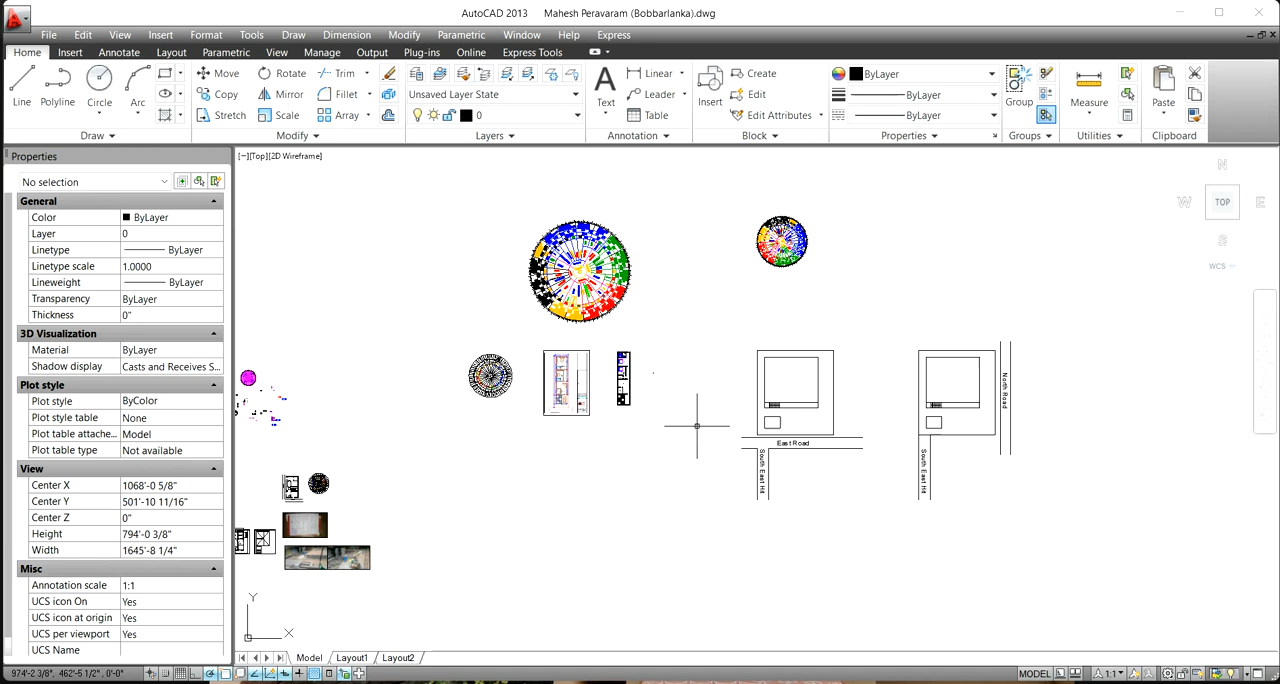 AutoCAD 2013 Mahesh Peravaram (Bobbarlanka).dwg
File Edit View Insert Format Tools Draw Dimension Modify Parametric Window Help Express
Home Insert Annotate Layout Parametric View Manage Output Plug-ins Online Express Tools
Line Polyline Circle Arc
Move Rotate Trim
Copy Mirror Fillet
Stretch Scale Array
Unsaved Layer State
0
Text
Linear
Leader
Table
Insert
Create
Edit
Edit Attributes
ByLayer
ByLayer
ByLayer
Group
Measure
Paste
Draw Modify Layers Annotation Block Properties Groups Utilities Clipboard
Properties
No selection
General
Color ByLayer
Layer 0
Linetype ByLayer
Linetype scale 1.0000
Lineweight ByLayer
Transparency ByLayer
Thickness 0"
3D Visualization
Material ByLayer
Shadow display Casts and Receives S...
Plot style
Plot style ByColor
Plot style table None
Plot table attache... Model
Plot table type Not available
View
Center X 1068'-0 5/8"
Center Y 501'-10 11/16"
Center Z 0"
Height 794'-0 3/8"
Width 1645'-8 1/4"
Misc
Annotation scale 1:1
UCS icon On Yes
UCS icon at origin Yes
UCS per viewport Yes
UCS Name
[−][Top][2D Wireframe]
N
W TOP E
S
WCS
East Road
South East Hit
South East Hit
North Road
Y
X
Model Layout1 Layout2
974'-2 3/8", 462'-5 1/2", 0'-0"
MODEL
1:1